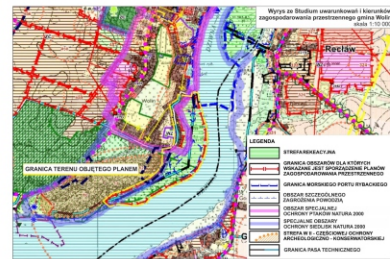 Wyrys ze Studium uwarunkowań i kierunków
zagospodarowania przestrzennego gmina Wolin
skala 1:10 000
Recław
GRANICA TERENU OBJĘTEGO PLANEM
LEGENDA
STREFA REKREACYJNA
GRANICA OBSZARÓW DLA KTÓRYCH
WSKAZANE JEST SPORZĄDZENIE PLANÓW
ZAGOSPODAROWANIA PRZESTRZENNEGO
GRANICA MORSKIEGO PORTU RYBACKIEGO
OBSZAR SZCZEGÓLNEGO
ZAGROŻENIA POWODZIĄ
OBSZAR SPECJALNEJ
OCHRONY PTAKÓW NATURA 2000
SPECJALNE OBSZARY
OCHRONY SIEDLISK NATURA 2000
STREFA W II - CZĘŚCIOWEJ OCHRONY
ARCHEOLOGICZNO - KONSERWATORSKIEJ
GRANICA PASA TECHNICZNEGO